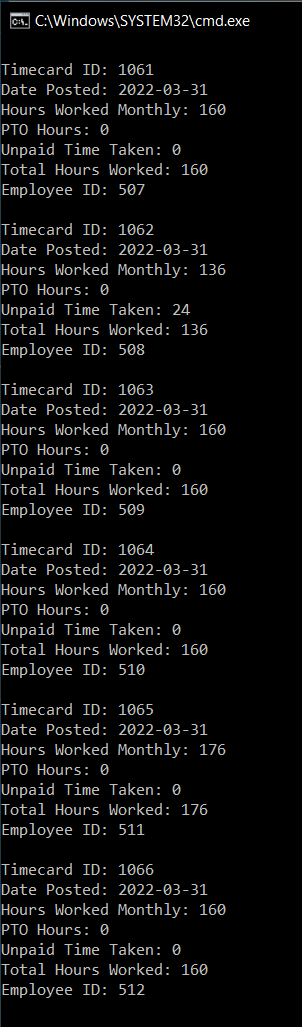 C:\Windows\SYSTEM32\cmd.exe
Timecard ID: 1061
Date Posted: 2022-03-31
Hours Worked Monthly: 160
PTO Hours: 0
Unpaid Time Taken: 0
Total Hours Worked: 160
Employee ID: 507
Timecard ID: 1062
Date Posted: 2022-03-31
Hours Worked Monthly: 136
PTO Hours: 0
Unpaid Time Taken: 24
Total Hours Worked: 136
Employee ID: 508
Timecard ID: 1063
Date Posted: 2022-03-31
Hours Worked Monthly: 160
PTO Hours: 0
Unpaid Time Taken: 0
Total Hours Worked: 160
Employee ID: 509
Timecard ID: 1064
Date Posted: 2022-03-31
Hours Worked Monthly: 160
PTO Hours: 0
Unpaid Time Taken: 0
Total Hours Worked: 160
Employee ID: 510
Timecard ID: 1065
Date Posted: 2022-03-31
Hours Worked Monthly: 176
PTO Hours: 0
Unpaid Time Taken: 0
Total Hours Worked: 176
Employee ID: 511
Timecard ID: 1066
Date Posted: 2022-03-31
Hours Worked Monthly: 160
PTO Hours: 0
Unpaid Time Taken: 0
Total Hours Worked: 160
Employee ID: 512